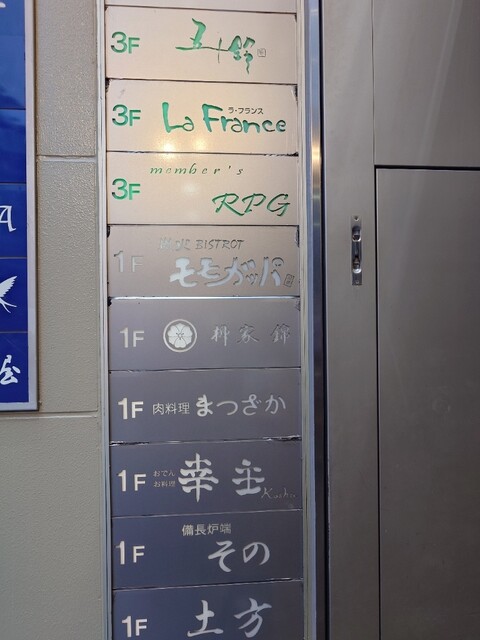 3F 五十鈴
3F ラ・フランス
La France
3F member's
RPG
1F BISTROT
モモガッパ
1F 家 錦
1F 肉料理 まつざか
1F おでん
お料理 幸
1F 備長炉端
その
1F 土方
A
屋